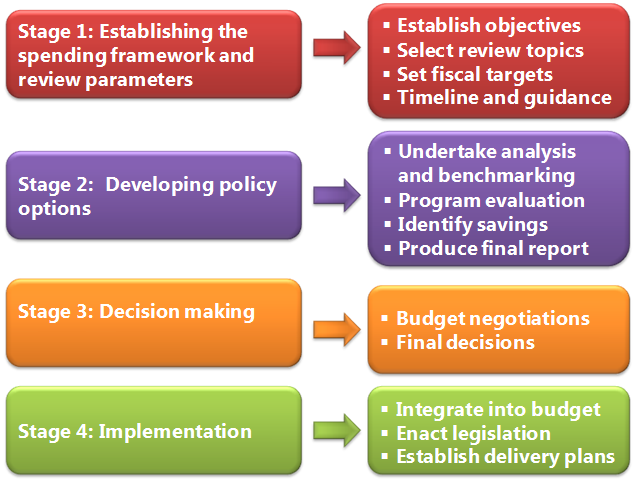 Stage 1: Establishing the
spending framework and
review parameters
▪ Establish objectives
▪ Select review topics
▪ Set fiscal targets
▪ Timeline and guidance
Stage 2:  Developing policy
options
▪ Undertake analysis
and benchmarking
▪ Program evaluation
▪ Identify savings
▪ Produce final report
Stage 3: Decision making
▪ Budget negotiations
▪ Final decisions
Stage 4: Implementation
▪ Integrate into budget
▪ Enact legislation
▪ Establish delivery plans